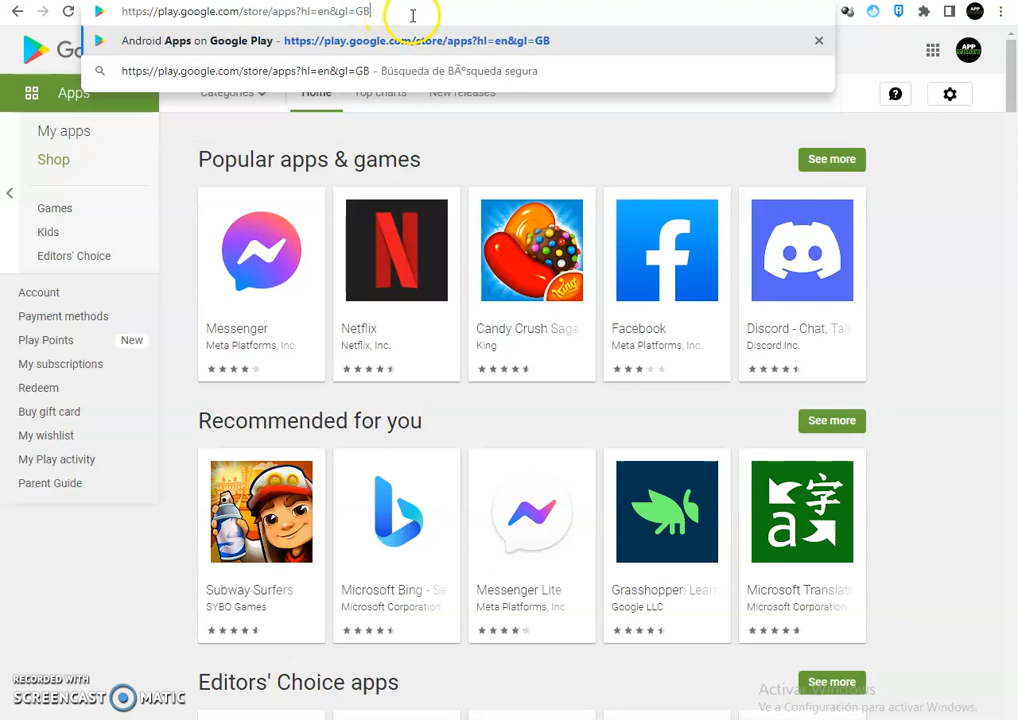 https://play.google.com/store/apps?hl=en&gl=GB
Android Apps on Google Play - https://play.google.com/store/apps?hl=en&gl=GB
https://play.google.com/store/apps?hl=en&gl=GB - Búsqueda de BÃºsqueda segura
Go
APP
Apps
Categories
Home
Top charts
New releases
My apps
Shop
Games
Kids
Editors' Choice
Account
Payment methods
Play Points New
My subscriptions
Redeem
Buy gift card
My wishlist
My Play activity
Parent Guide
Popular apps & games
See more
King
Messenger
Meta Platforms, Inc.
Netflix
Netflix, Inc.
Candy Crush Saga
King
Facebook
Meta Platforms, Inc.
Discord - Chat, Talk
Discord Inc.
Recommended for you
See more
字
a
Subway Surfers
SYBO Games
Microsoft Bing - Se
Microsoft Corporation
Messenger Lite
Meta Platforms, Inc.
Grasshopper: Learn
Google LLC
Microsoft Translat
Microsoft Corporation
Editors' Choice apps
See more
RECORDED WITH
SCREENCAST MATIC
Activar Windows
Ve a Configuración para activar Windows.